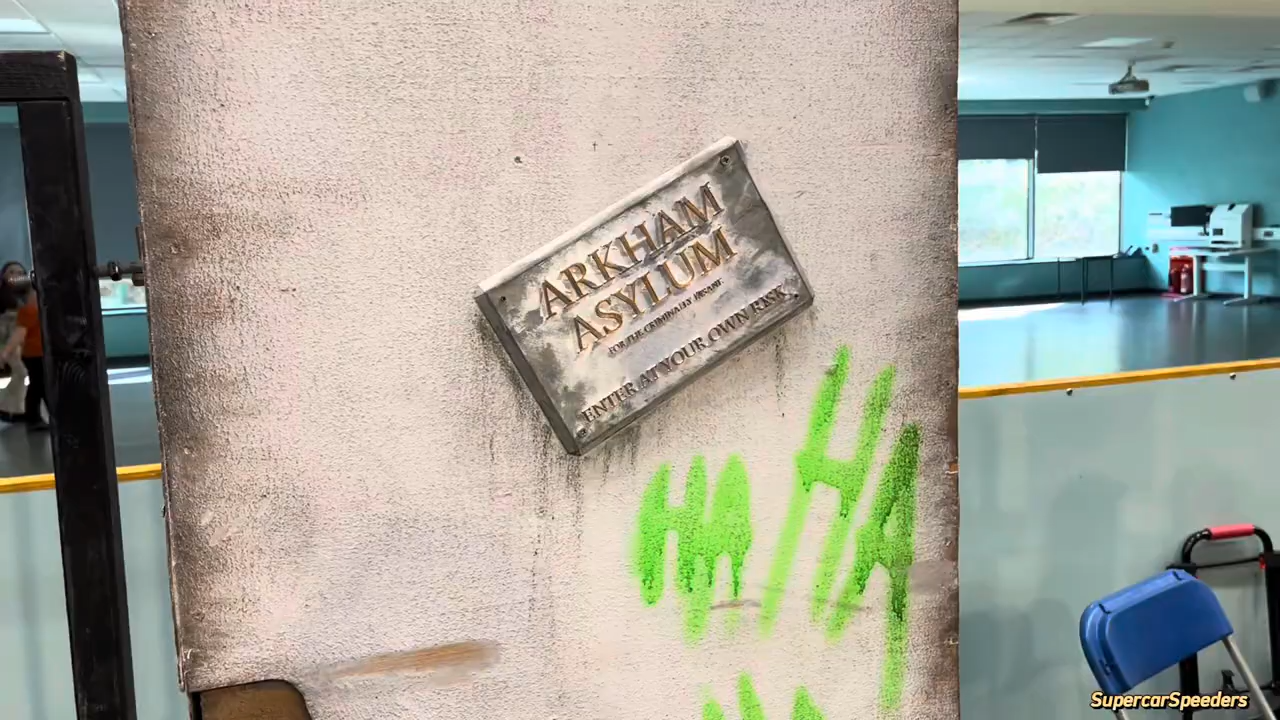 ARKHAM
ASYLUM
FOR THE CRIMINALLY INSANE
ENTER AT YOUR OWN RISK
HA HA
SupercarSpeeders